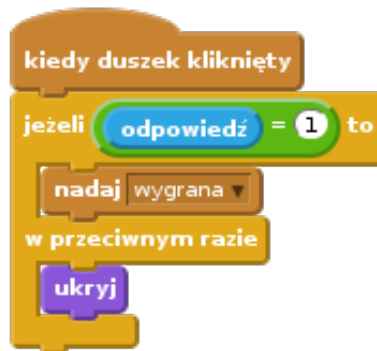 kiedy duszek kliknięty
jeżeli odpowiedź = 1 to
nadaj wygrana
w przeciwnym razie
ukryj